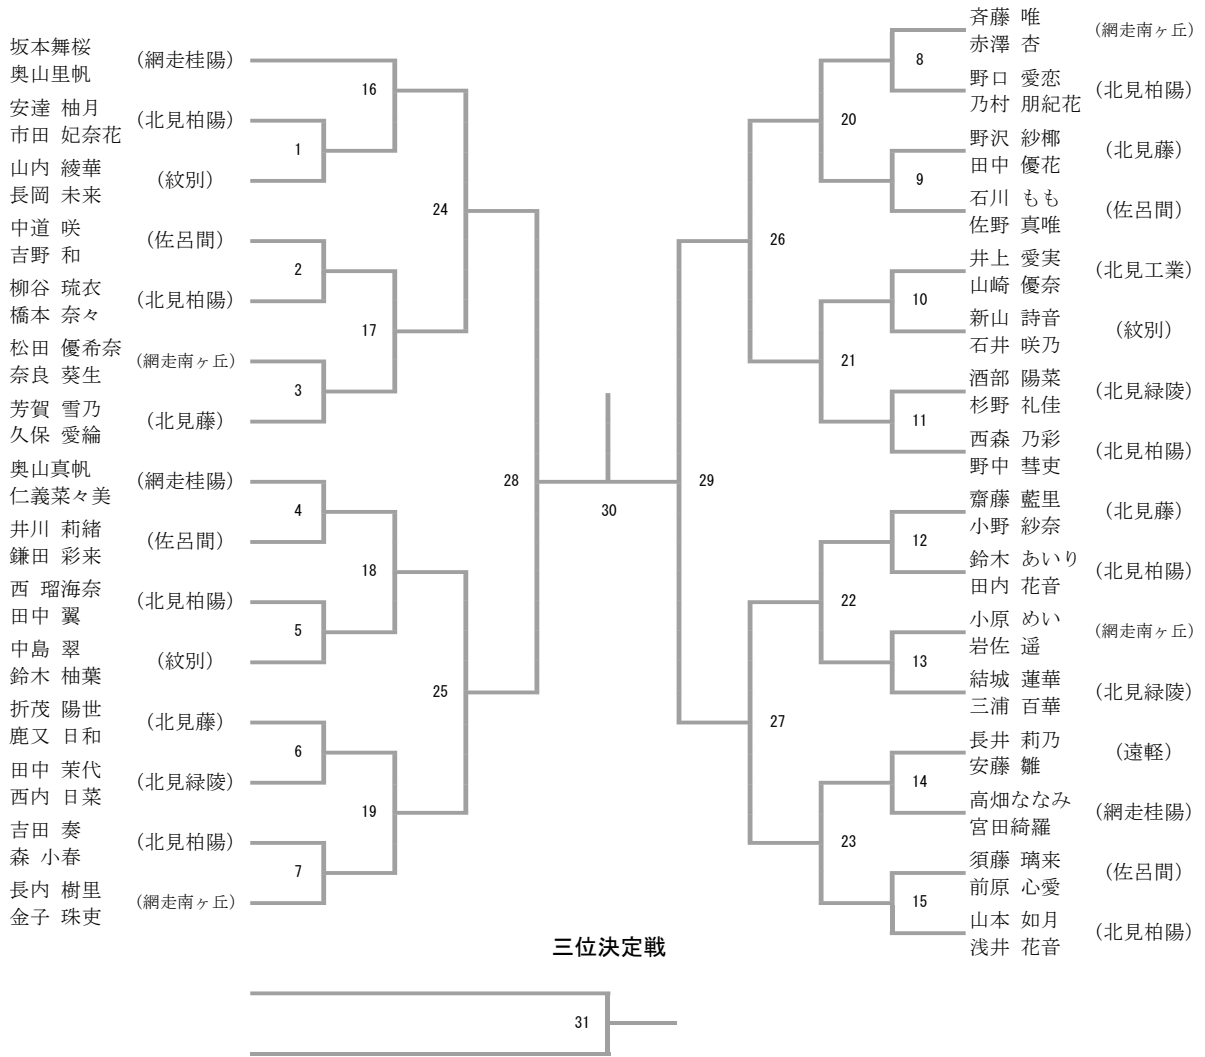 坂本舞桜
奥山里帆
(網走桂陽)
16
安達 柚月
市田 妃奈花
(北見柏陽)
1
山内 綾華
長岡 未来
(紋別)
24
中道 咲
吉野 和
(佐呂間)
2
柳谷 琉衣
橋本 奈々
(北見柏陽)
17
松田 優希奈
奈良 葵生
(網走南ヶ丘)
3
芳賀 雪乃
久保 愛綸
(北見藤)
28
奥山真帆
仁義菜々美
(網走桂陽)
4
井川 莉緒
鎌田 彩来
(佐呂間)
18
西 瑠海奈
田中 翼
(北見柏陽)
5
中島 翠
鈴木 柚葉
(紋別)
25
折茂 陽世
鹿又 日和
(北見藤)
6
田中 茉代
西内 日菜
(北見緑陵)
19
吉田 奏
森 小春
(北見柏陽)
7
長内 樹里
金子 珠吏
(網走南ヶ丘)
30
斉藤 唯
赤澤 杏
(網走南ヶ丘)
8
野口 愛恋
乃村 朋紀花
(北見柏陽)
20
野沢 紗椰
田中 優花
(北見藤)
9
石川 もも
佐野 真唯
(佐呂間)
26
井上 愛実
山崎 優奈
(北見工業)
10
新山 詩音
石井 咲乃
(紋別)
21
酒部 陽菜
杉野 礼佳
(北見緑陵)
11
西森 乃彩
野中 彗吏
(北見柏陽)
29
齋藤 藍里
小野 紗奈
(北見藤)
12
鈴木 あいり
田内 花音
(北見柏陽)
22
小原 めい
岩佐 遥
(網走南ヶ丘)
13
結城 蓮華
三浦 百華
(北見緑陵)
27
長井 莉乃
安藤 雛
(遠軽)
14
高畑ななみ
宮田綺羅
(網走桂陽)
23
須藤 璃来
前原 心愛
(佐呂間)
15
山本 如月
浅井 花音
(北見柏陽)
三位決定戦
31